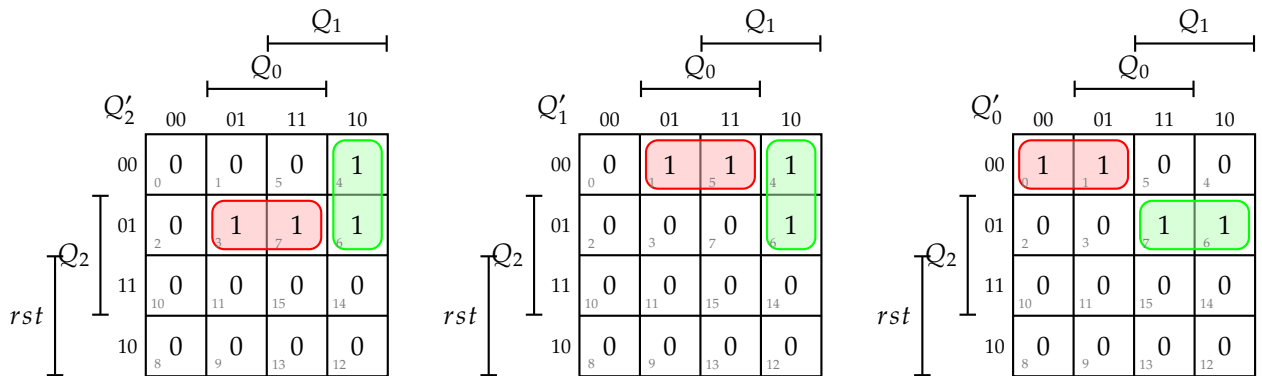 Q₁
Q₀
Q₂′ 00 01 11 10
00 0 0 0 1
0 1 5 4
01 0 1 1 1
2 3 7 6
Q₂
11 0 0 0 0
10 11 15 14
rst
10 0 0 0 0
8 9 13 12
Q₁
Q₀
Q₁′ 00 01 11 10
00 0 1 1 1
0 1 5 4
01 0 0 0 1
2 3 7 6
Q₂
11 0 0 0 0
10 11 15 14
rst
10 0 0 0 0
8 9 13 12
Q₁
Q₀
Q₀′ 00 01 11 10
00 1 1 0 0
0 1 5 4
01 0 0 1 1
2 3 7 6
Q₂
11 0 0 0 0
10 11 15 14
rst
10 0 0 0 0
8 9 13 12